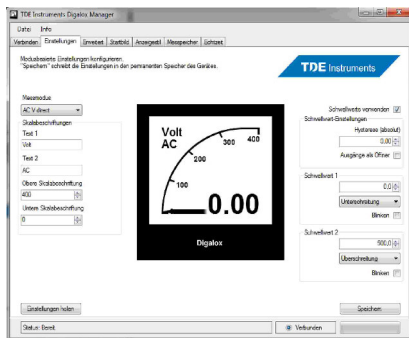 TDE Instruments Digalox Manager
Datei Info
Verbinden Einstellungen Erweitert Startbild Anzeigestil Messspeicher Echtzeit
Modusbasierte Einstellungen konfigurieren.
"Speichern" schreibt die Einstellungen in den permanenten Speicher des Gerätes.
TDE Instruments
Messmodus
AC V-direct
Skalabeschriftungen
Text 1
Volt
Text 2
AC
Obere Skalabeschriftung
400
Untere Skalabeschriftung
0
Volt
AC
100
200
300
400
0.00
Digalox
Schwellwerte verwenden
Schwellwert-Einstellungen
Hysterese (absolut)
0,00
Ausgänge als Öffner
Schwellwert 1
0,0
Unterschreitung
Blinken
Schwellwert 2
500,0
Überschreitung
Blinken
Einstellungen holen
Speichern
Status: Bereit
Verbunden